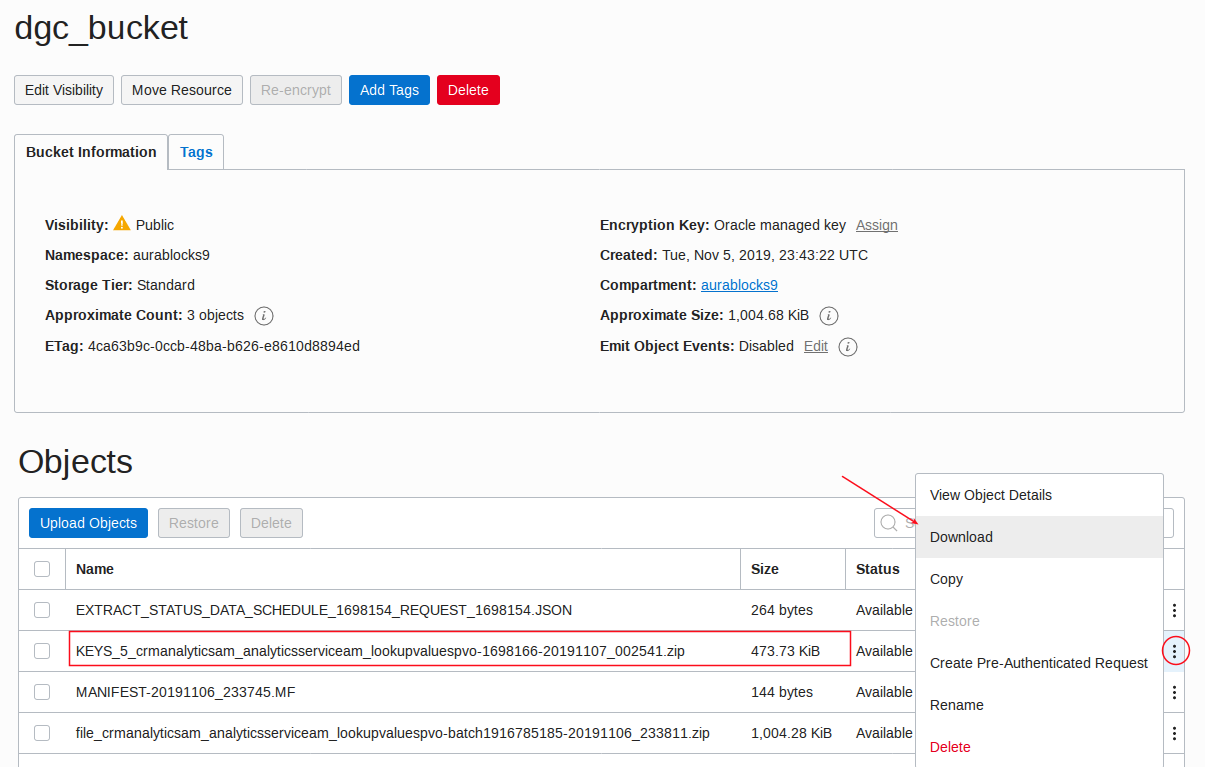 dgc_bucket
Edit Visibility Move Resource Re-encrypt Add Tags Delete
Bucket Information Tags
Visibility: Public Encryption Key: Oracle managed key Assign
Namespace: aurablocks9 Created: Tue, Nov 5, 2019, 23:43:22 UTC
Storage Tier: Standard Compartment: aurablocks9
Approximate Count: 3 objects i Approximate Size: 1,004.68 KiB i
ETag: 4ca63b9c-0ccb-48ba-b626-e8610d8894ed Emit Object Events: Disabled Edit i
Objects
View Object Details
Upload Objects Restore Delete S
Download
Name Size Status
Copy
EXTRACT_STATUS_DATA_SCHEDULE_1698154_REQUEST_1698154.JSON 264 bytes Available
Restore
KEYS_5_crmanalyticsam_analyticsserviceam_lookupvaluespvo-1698166-20191107_002541.zip 473.73 KiB Available
Create Pre-Authenticated Request
MANIFEST-20191106_233745.MF 144 bytes Available
Rename
file_crmanalyticsam_analyticsserviceam_lookupvaluespvo-batch1916785185-20191106_233811.zip 1,004.28 KiB Available
Delete